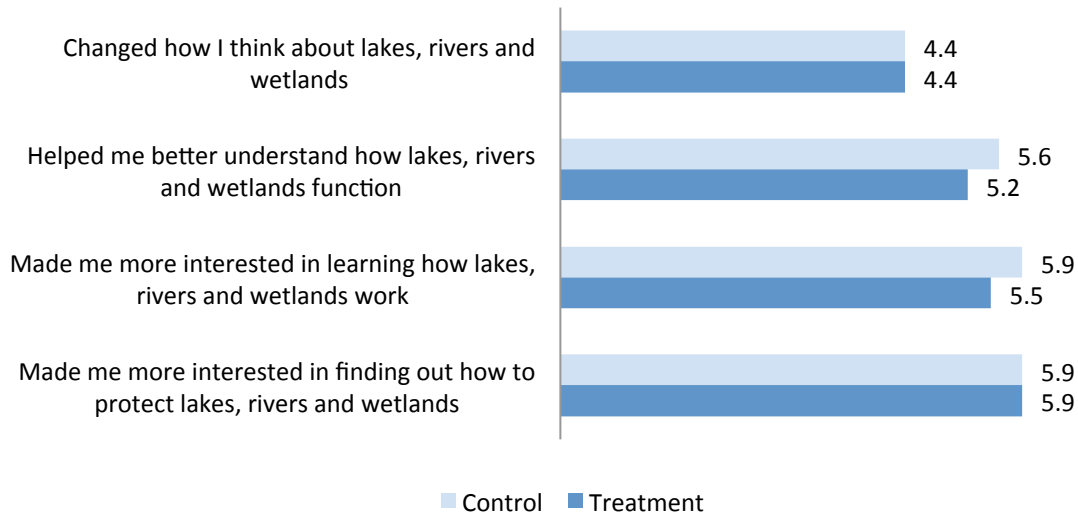 Changed how I think about lakes, rivers and
wetlands
4.4
4.4
Helped me better understand how lakes, rivers
and wetlands function
5.6
5.2
Made me more interested in learning how lakes,
rivers and wetlands work
5.9
5.5
Made me more interested in finding out how to
protect lakes, rivers and wetlands
5.9
5.9
Control Treatment